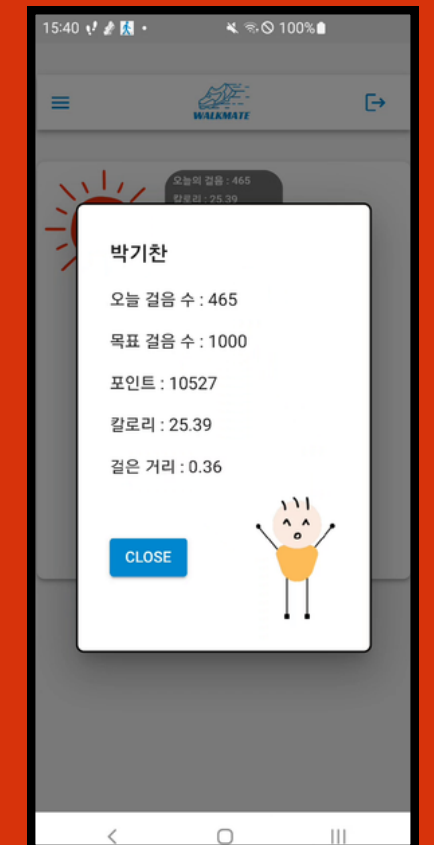 15:40
100%
WALKMATE
오늘의 걸음 : 465
칼로리 : 25.39
박기찬
오늘 걸음 수 : 465
목표 걸음 수 : 1000
포인트 : 10527
칼로리 : 25.39
걸은 거리 : 0.36
CLOSE